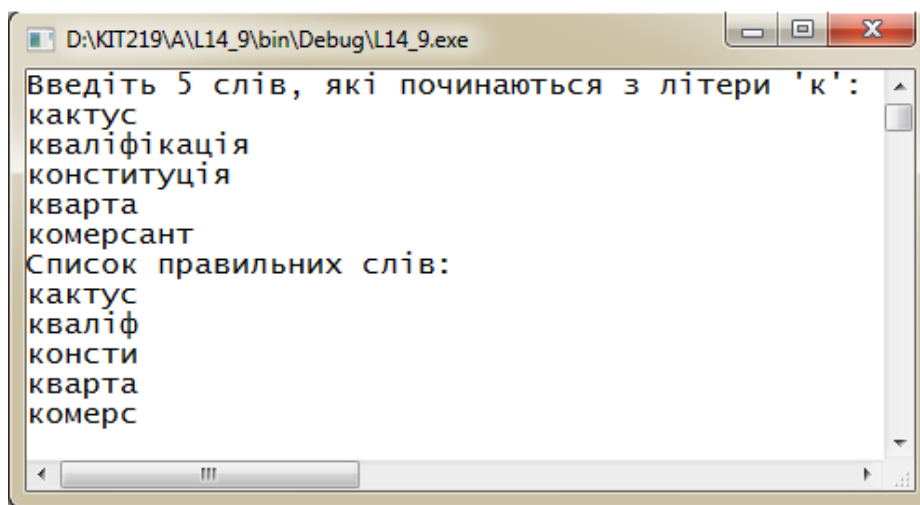 D:\KIT219\A\L14_9\bin\Debug\L14_9.exe
Введіть 5 слів, які починаються з літери 'к':
кактус
кваліфікація
конституція
кварта
комерсант
Список правильних слів:
кактус
кваліф
консти
кварта
комерс